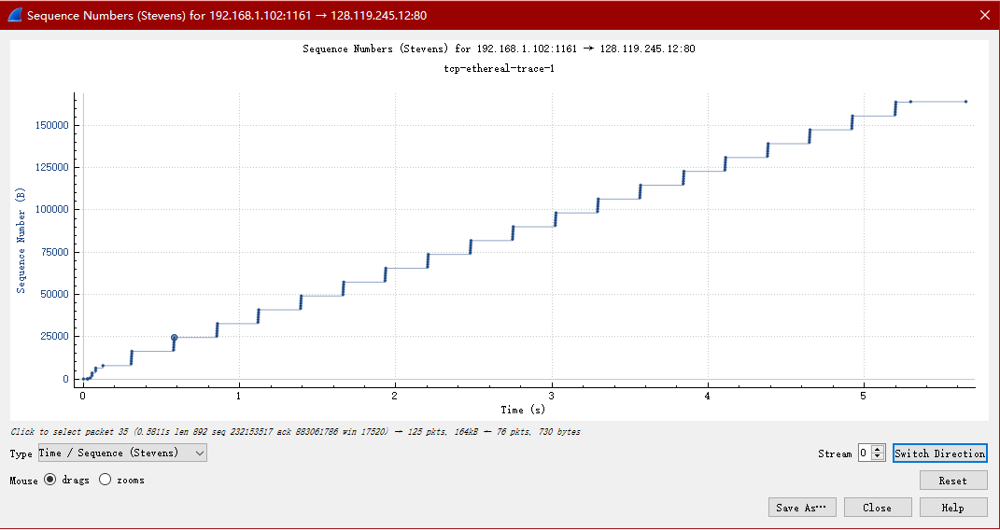 Sequence Numbers (Stevens) for 192.168.1.102:1161 → 128.119.245.12:80
Sequence Numbers (Stevens) for 192.168.1.102:1161 → 128.119.245.12:80
tcp-ethereal-trace-1
Sequence Number (B)
150000
125000
100000
75000
50000
25000
0
0 1 2 3 4 5
Time (s)
Click to select packet 35 (0.5811s len 892 seq 232153517 ack 883061786 win 17520) → 125 pkts, 164kB ← 76 pkts, 730 bytes
Type Time / Sequence (Stevens) Stream 0 Switch Direction
Mouse drags zooms Reset
Save As… Close Help